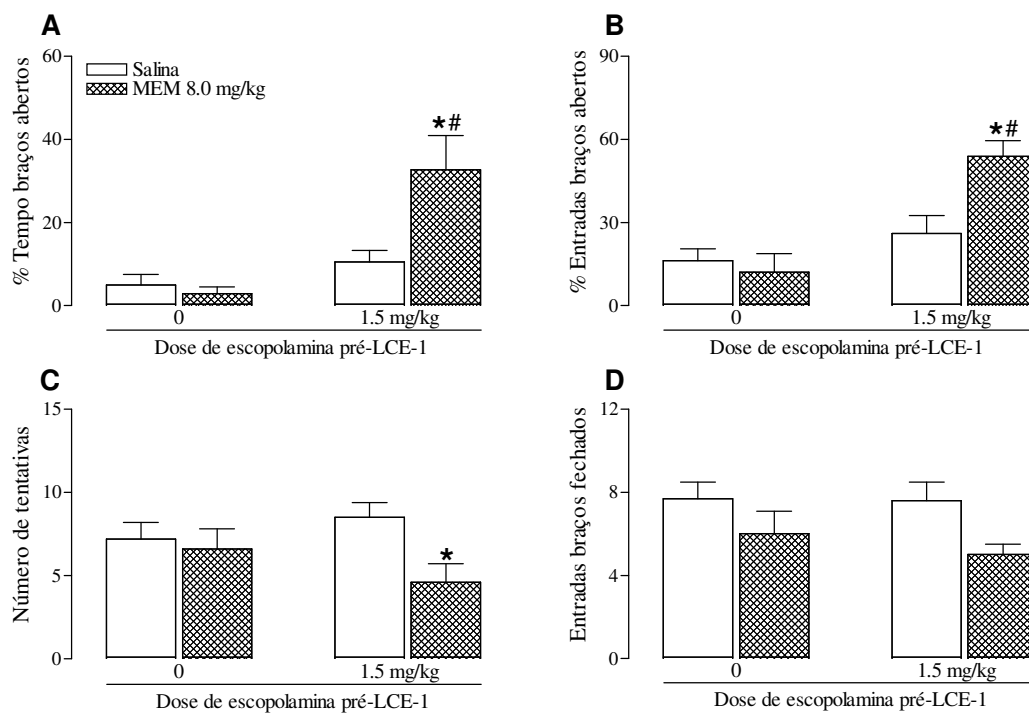 A
% Tempo braços abertos
60
40
20
0
Salina
MEM 8.0 mg/kg
*#
0
1.5 mg/kg
Dose de escopolamina pré-LCE-1
B
% Entradas braços abertos
90
60
30
0
*#
0
1.5 mg/kg
Dose de escopolamina pré-LCE-1
C
Número de tentativas
15
10
5
0
*
0
1.5 mg/kg
Dose de escopolamina pré-LCE-1
D
Entradas braços fechados
12
8
4
0
0
1.5 mg/kg
Dose de escopolamina pré-LCE-1